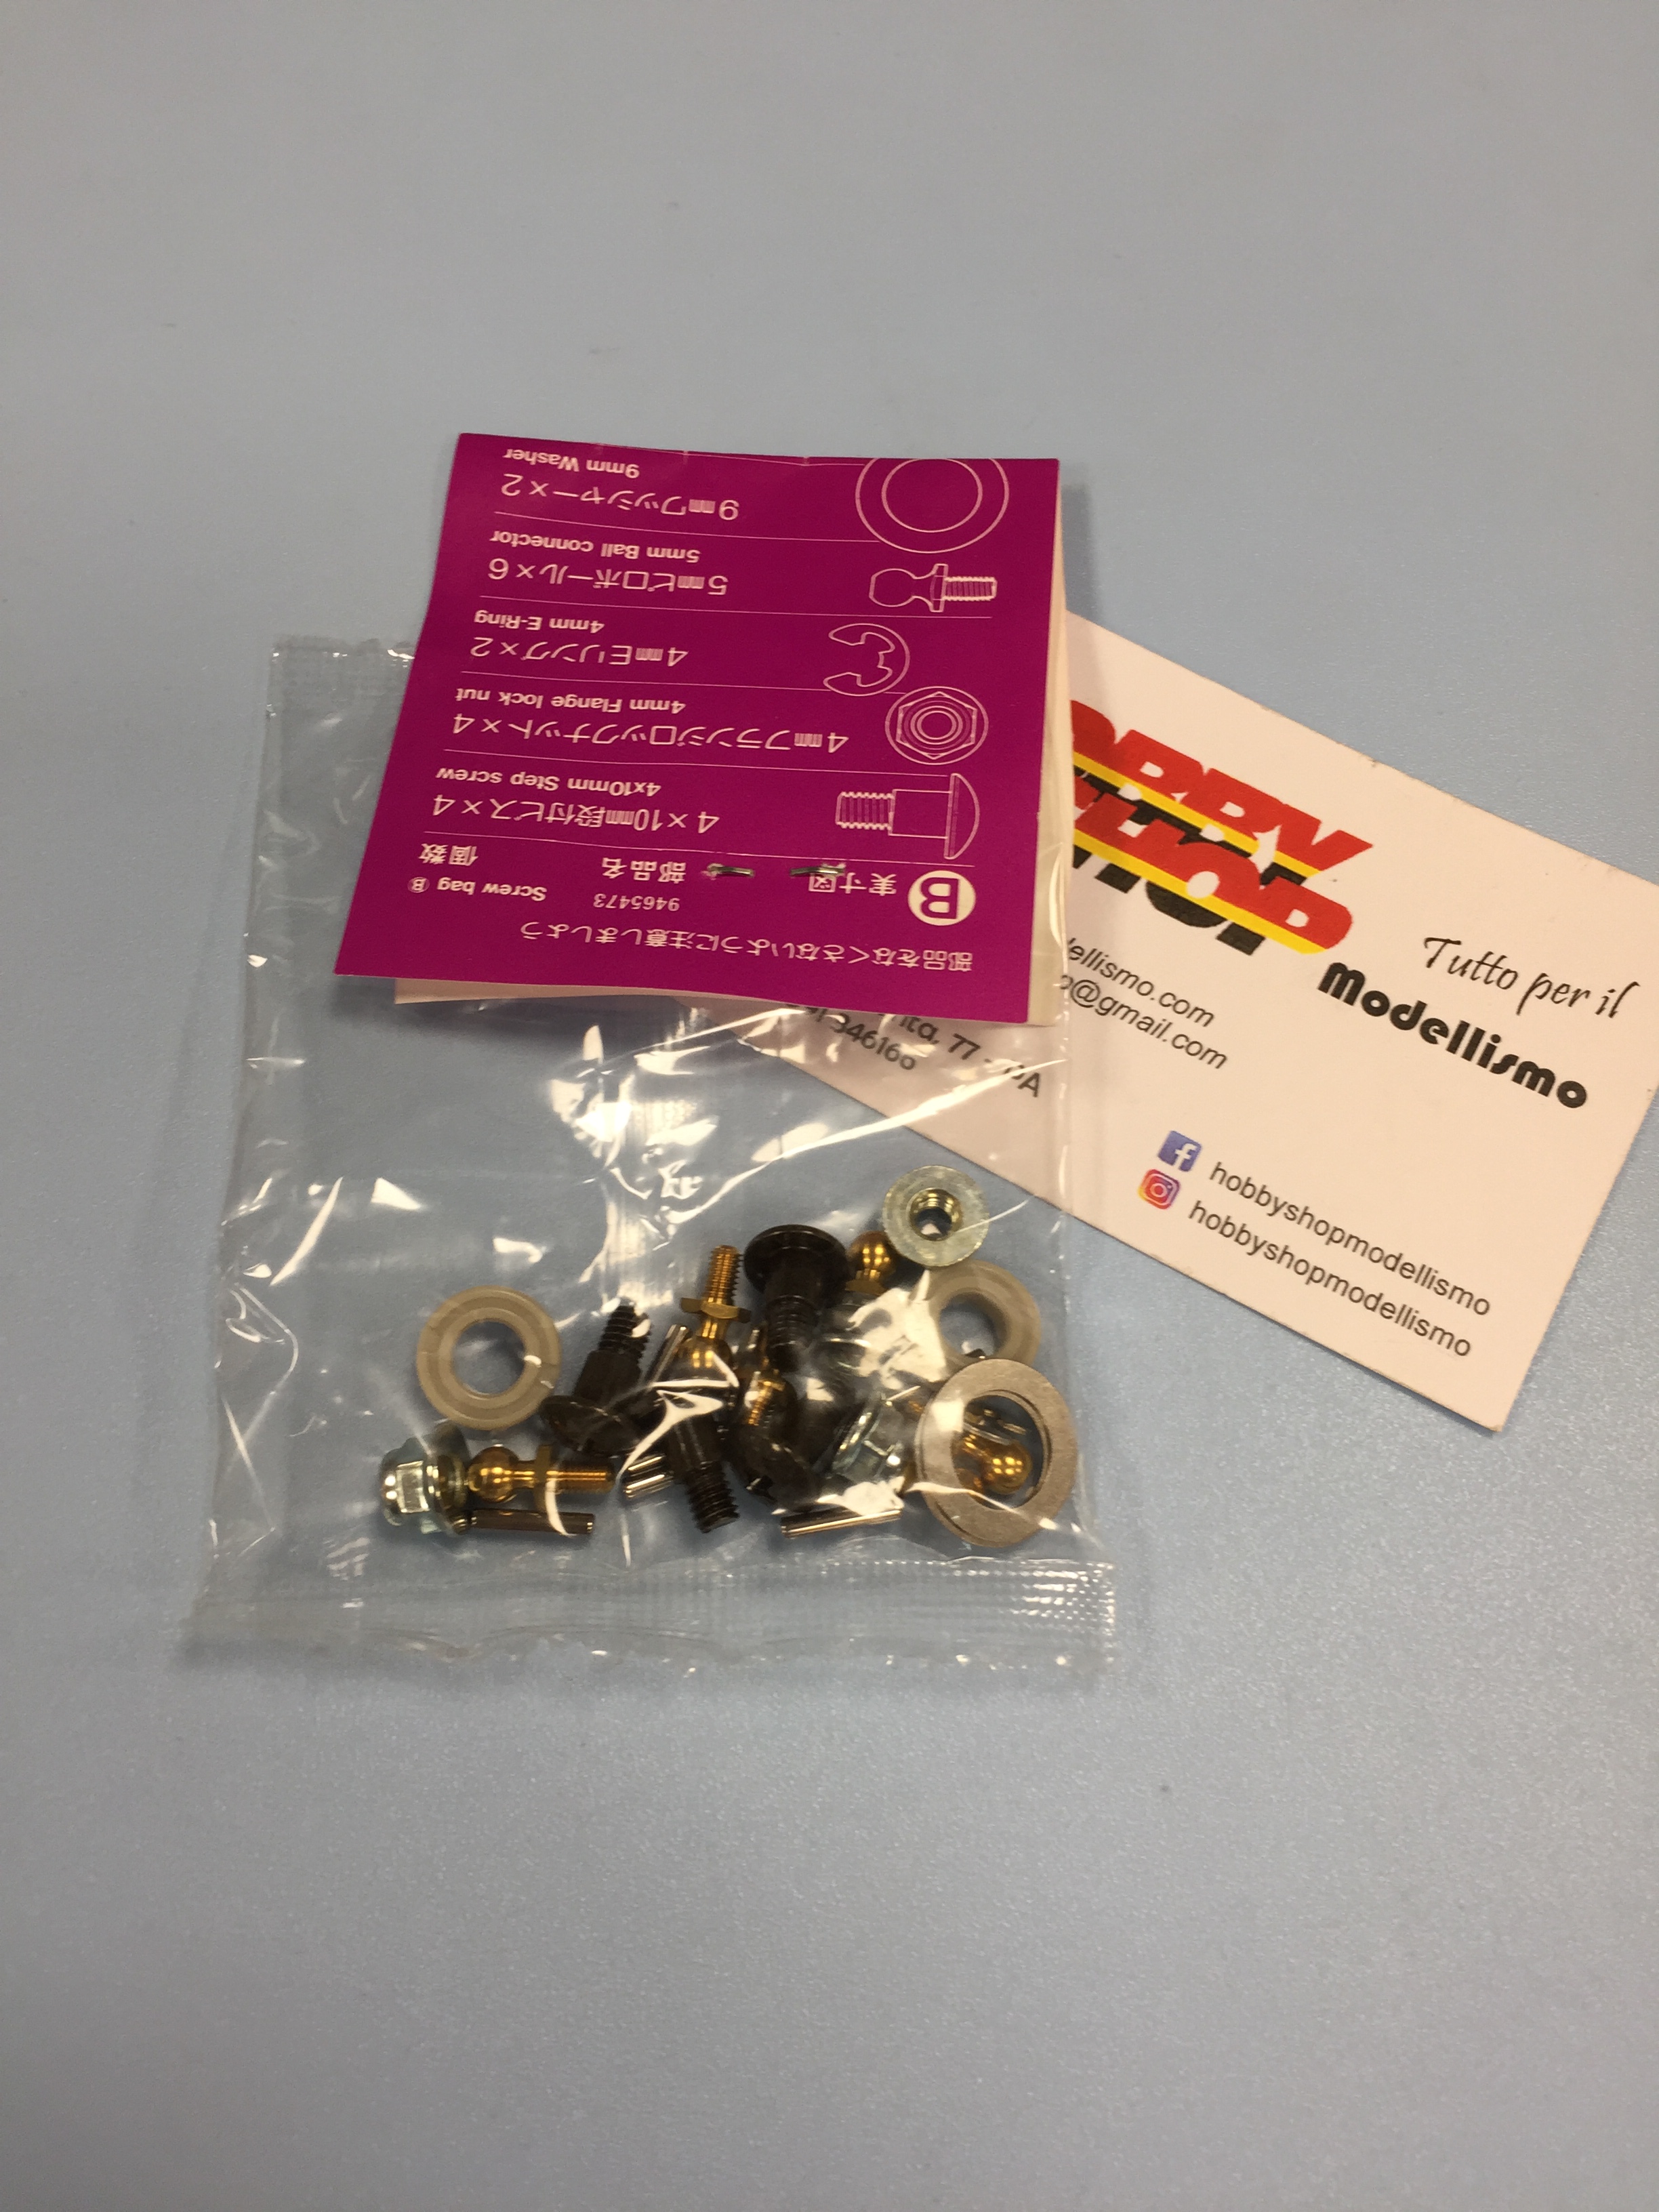 部品をなくさないように注意しましょう
9465473 Screw bag Ⓑ
B 実寸図 部品名 個数
4×10mm段付ビス×4
4x10mm Step screw
4mmフランジロックナット×4
4mm Flange lock nut
4mmEリング×2
4mm E-Ring
5mmピロボール×6
5mm Ball connector
9mmワッシャー×2
9mm Washer
Tutto per il
Modellismo
@gmail.com
77
hobbyshopmodellismo
hobbyshopmodellismo